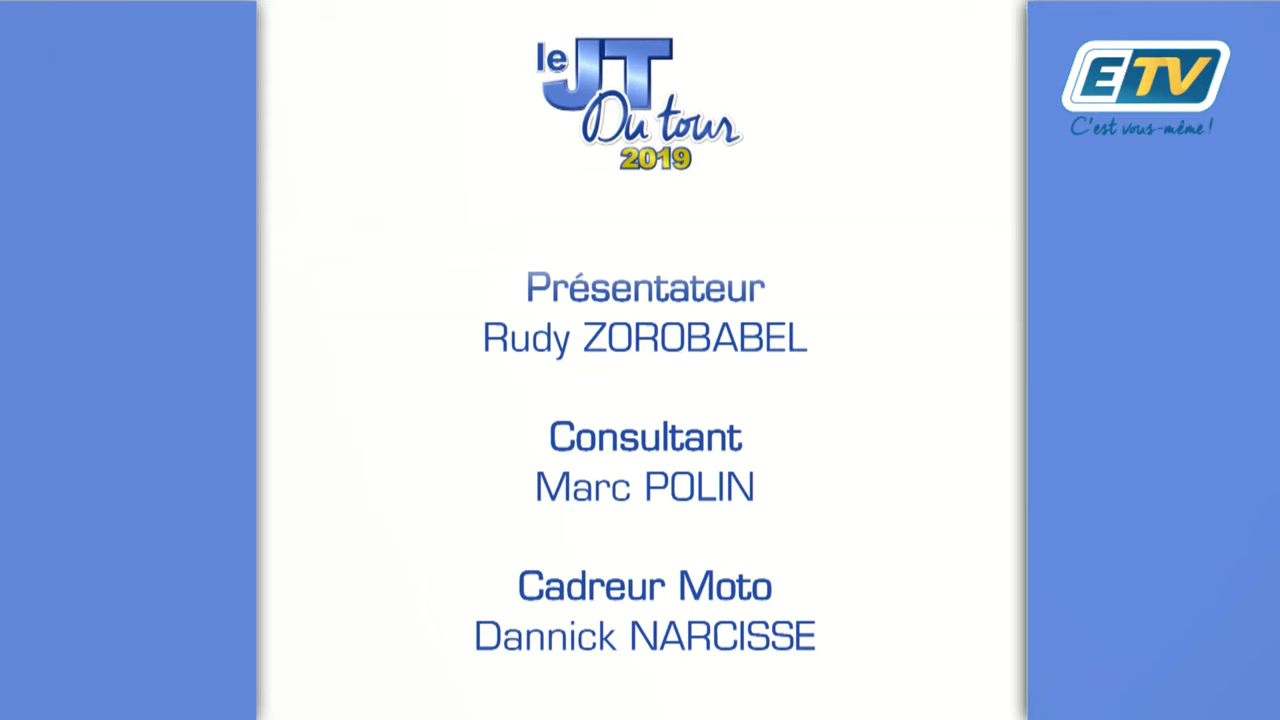 le JT
Du tour
2019
ETV
C'est vous-même !
Présentateur
Rudy ZOROBABEL
Consultant
Marc POLIN
Cadreur Moto
Dannick NARCISSE